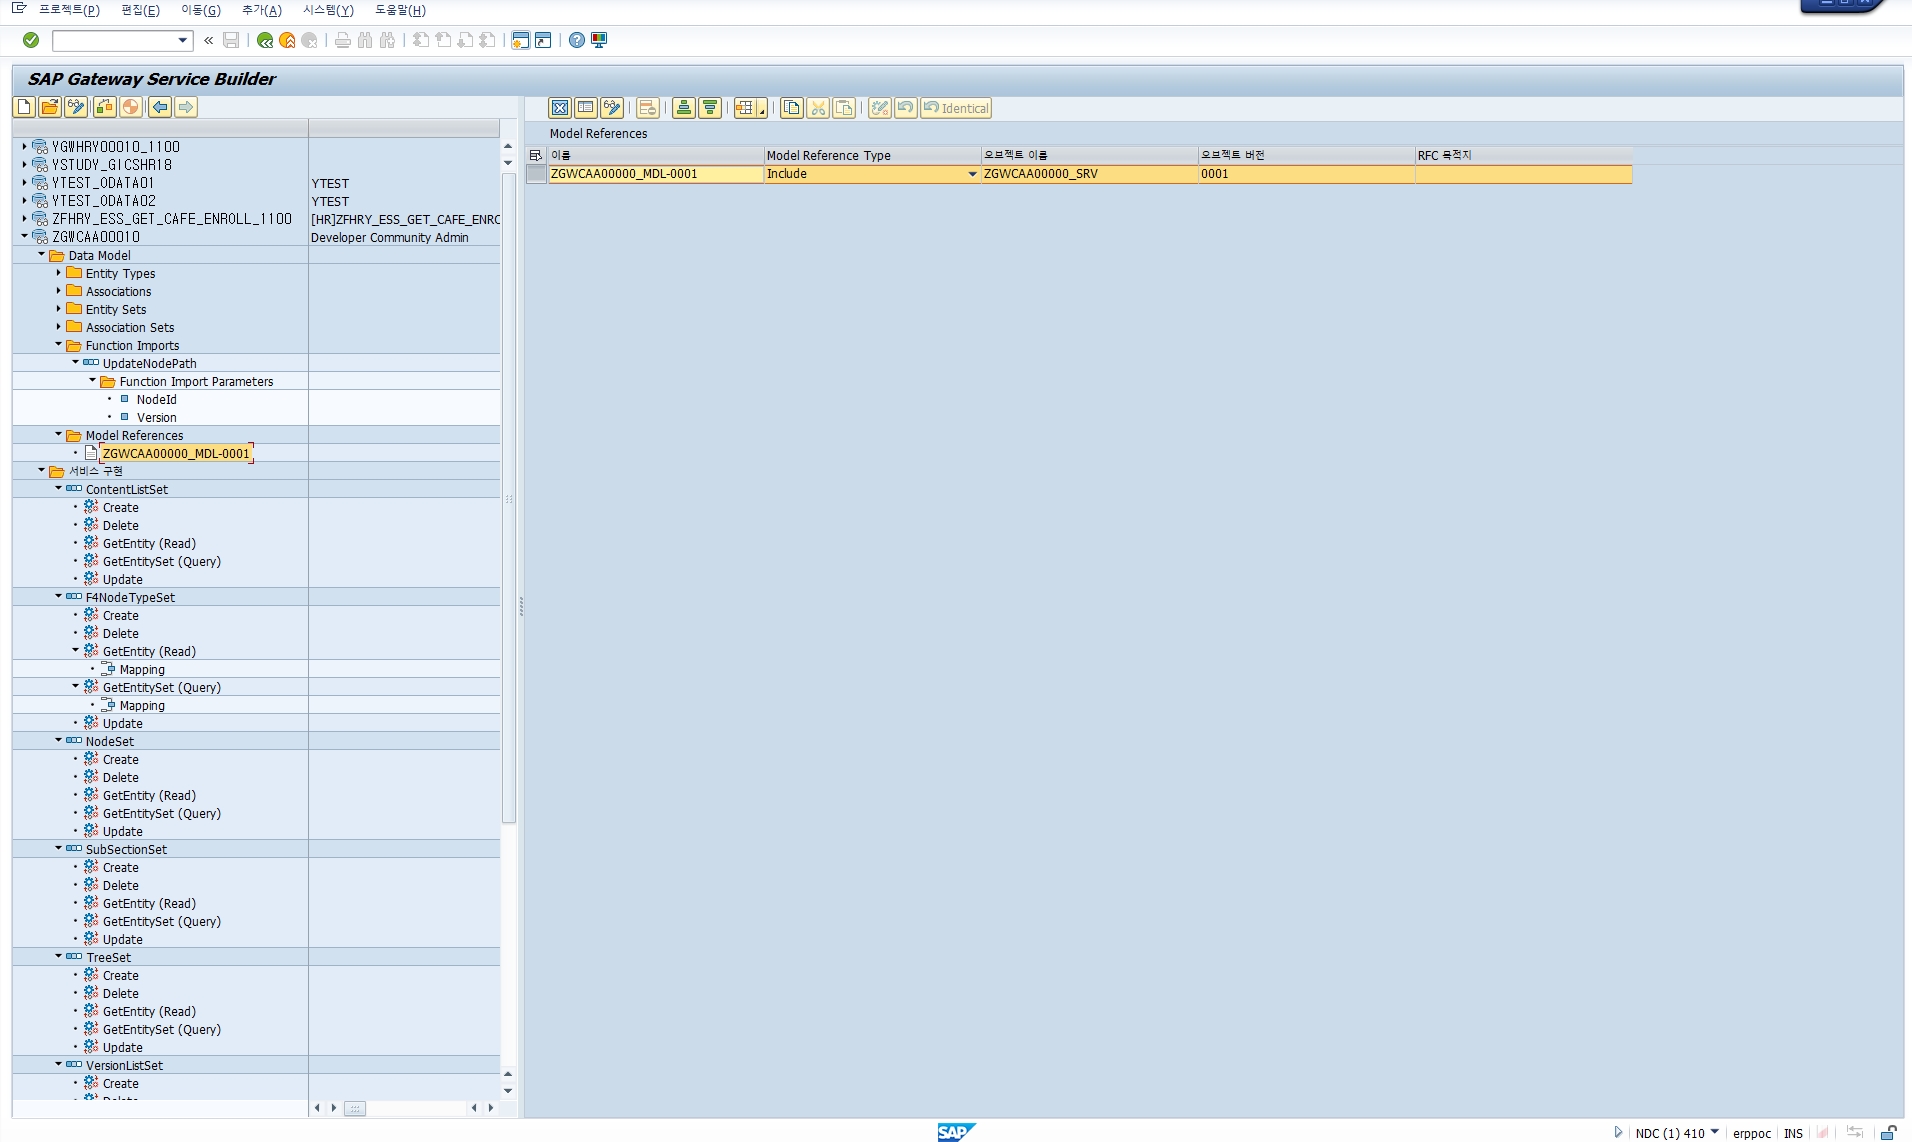 프로젝트(P) 편집(E) 이동(G) 추가(A) 시스템(Y) 도움말(H)
SAP Gateway Service Builder
Identical
Model References
이름 Model Reference Type 오브젝트 이름 오브젝트 버전 RFC 목적지
ZGWCAA00000_MDL-0001 Include ZGWCAA00000_SRV 0001
YGWHRY00010_1100
YSTUDY_GICSHR18
YTEST_ODATA01 YTEST
YTEST_ODATA02 YTEST
ZFHRY_ESS_GET_CAFE_ENROLL_1100 [HR]ZFHRY_ESS_GET_CAFE_ENRO
ZGWCAA00010 Developer Community Admin
Data Model
Entity Types
Associations
Entity Sets
Association Sets
Function Imports
UpdateNodePath
Function Import Parameters
NodeId
Version
Model References
ZGWCAA00000_MDL-0001
서비스 구현
ContentListSet
Create
Delete
GetEntity (Read)
GetEntitySet (Query)
Update
F4NodeTypeSet
Create
Delete
GetEntity (Read)
Mapping
GetEntitySet (Query)
Mapping
Update
NodeSet
Create
Delete
GetEntity (Read)
GetEntitySet (Query)
Update
SubSectionSet
Create
Delete
GetEntity (Read)
GetEntitySet (Query)
Update
TreeSet
Create
Delete
GetEntity (Read)
GetEntitySet (Query)
Update
VersionListSet
Create
Delete
SAP
NDC (1) 410 erppoc INS